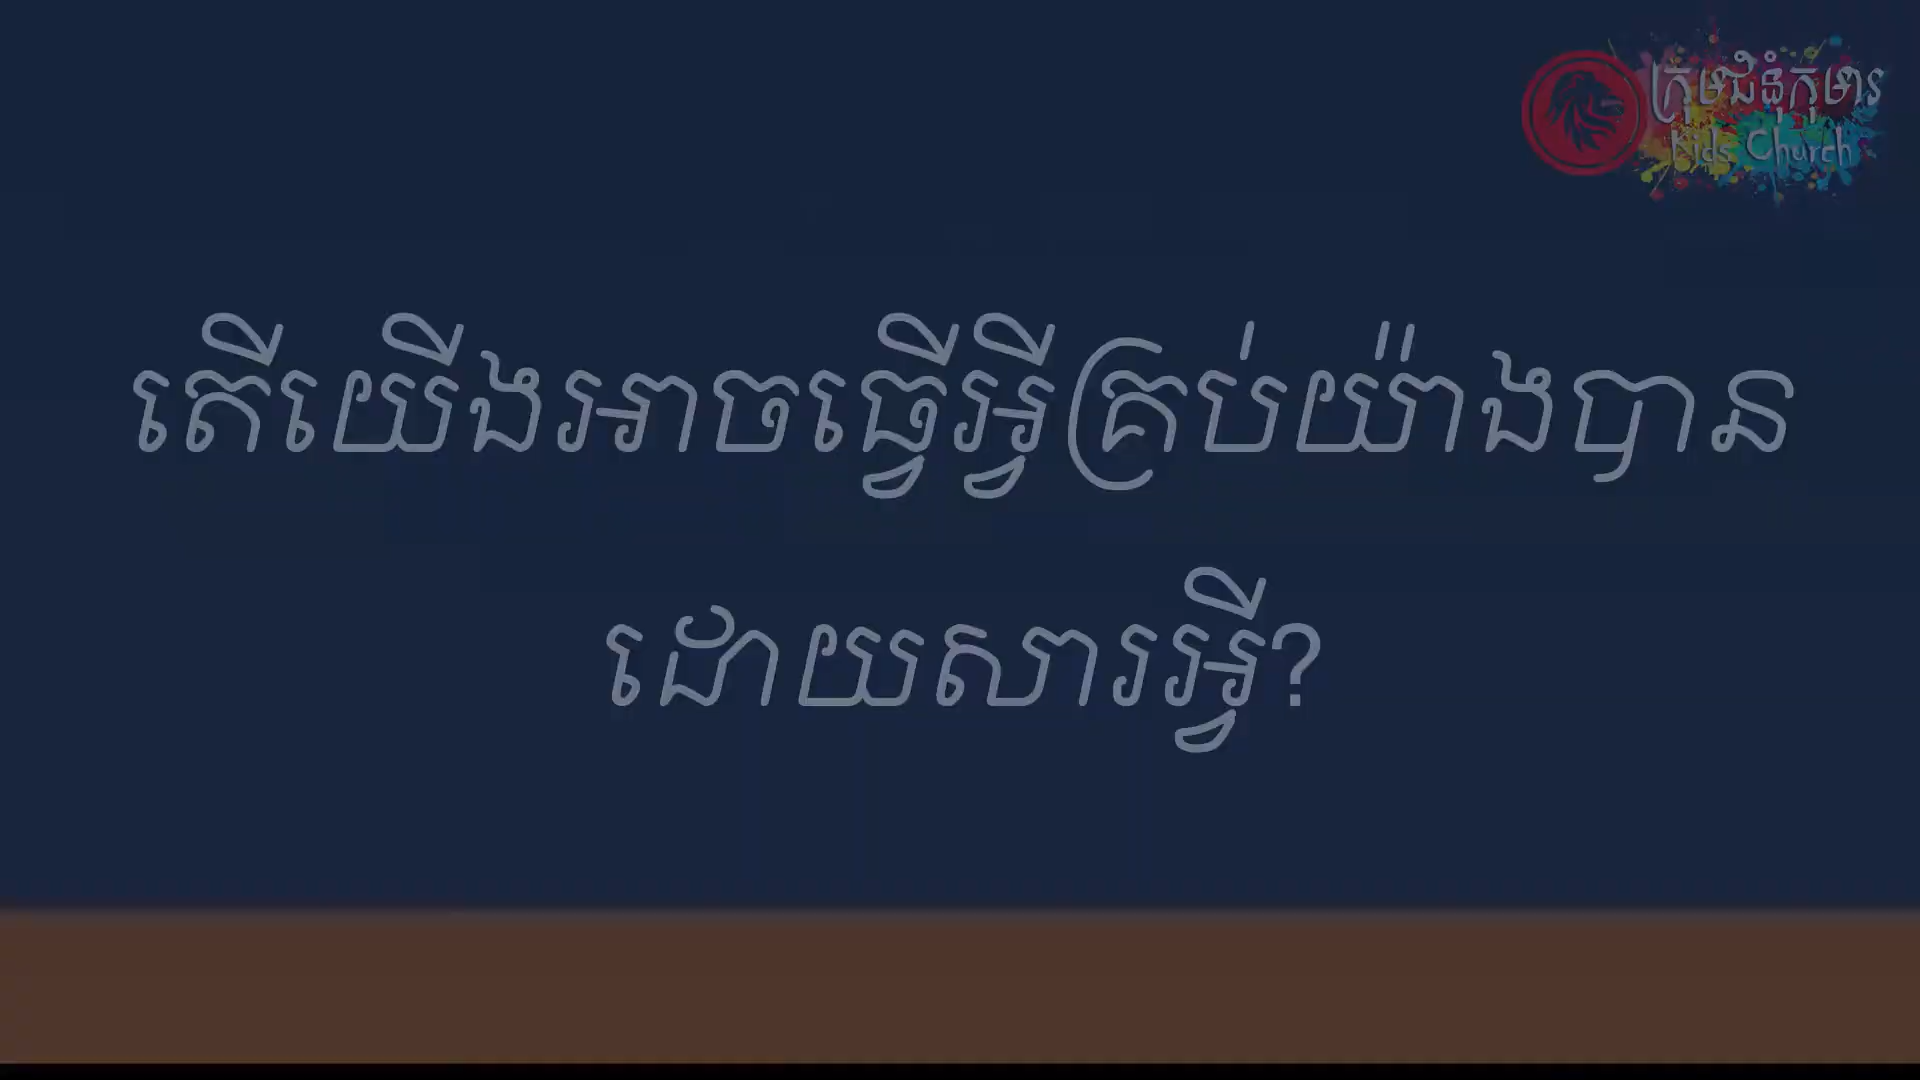 ក្រុមជំនុំកុមារ
Kids Church
តើយើងអាចធ្វើអ្វីគ្រប់យ៉ាងបាន
ដោយសារអ្វី?